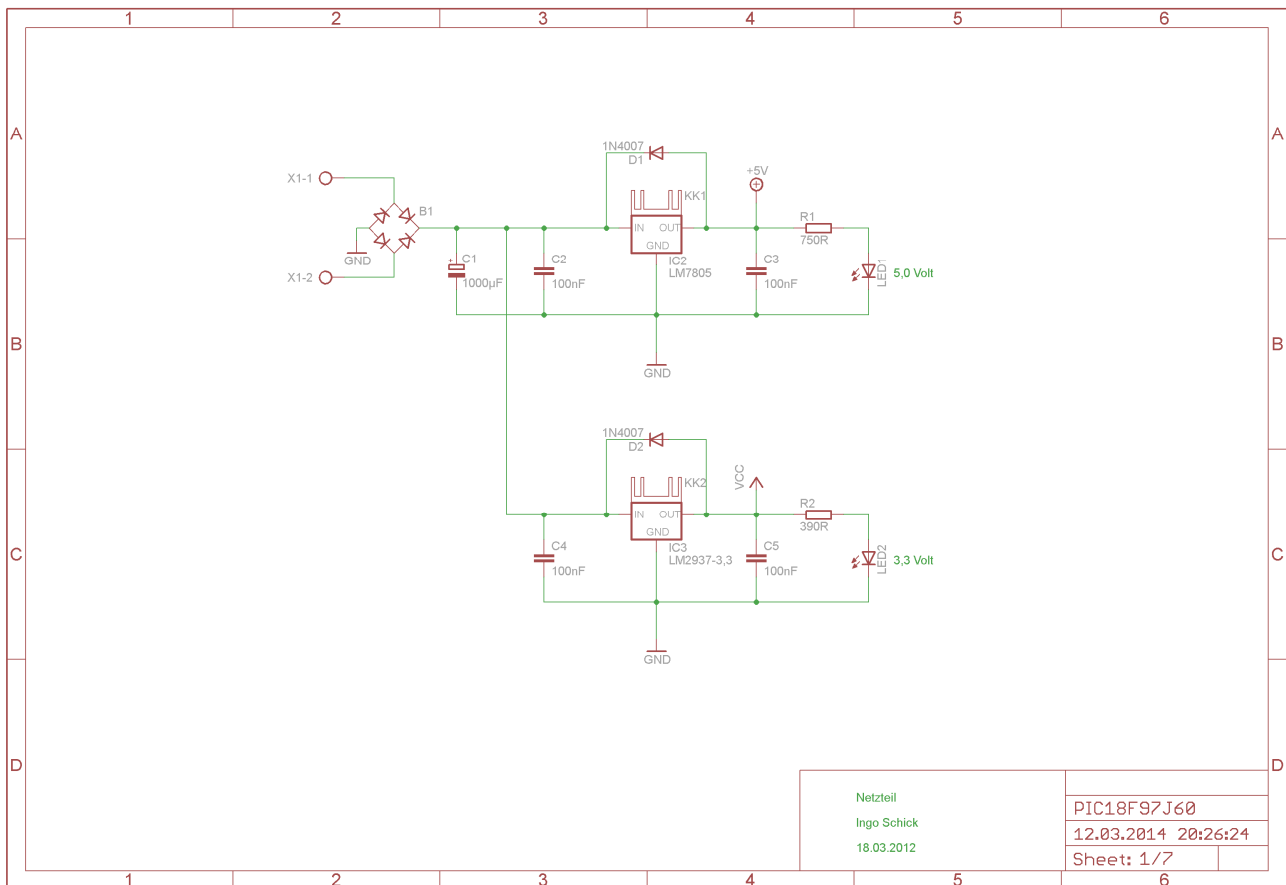 1 2 3 4 5 6
A A
1N4007
D1
X1-1
KK1
+5V
B1
R1
IN OUT
750R
GND
GND
C1
C2
IC2
C3
LM7805
LED1
5,0 Volt
X1-2
+
1000µF
100nF
100nF
B B
GND
1N4007
D2
KK2
VCC
R2
IN OUT
390R
GND
C4
IC3
C5
LM2937-3,3
LED2
3,3 Volt
100nF
100nF
C C
GND
D D
Netzteil
Ingo Schick
18.03.2012
PIC18F97J60
12.03.2014 20:26:24
Sheet: 1/7
1 2 3 4 5 6